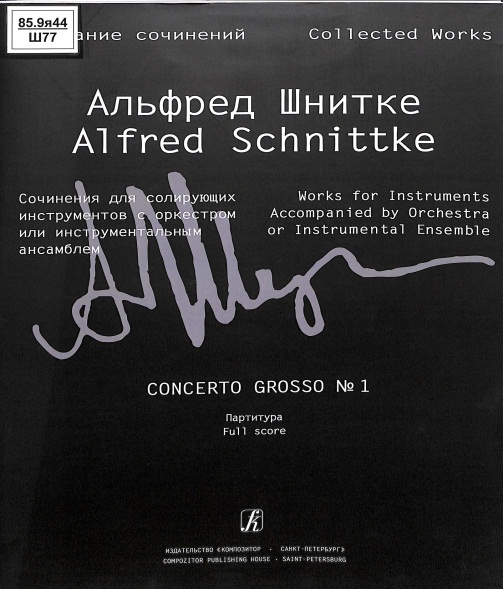 85.9я44
Ш77
ание сочинений
Collected Works
Альфред Шнитке
Alfred Schnittke
Сочинения для солирующих
инструментов с оркестром
или инструментальным
ансамблем
Works for Instruments
Accompanied by Orchestra
or Instrumental Ensemble
CONCERTO GROSSO № 1
Партитура
Full score
ИЗДАТЕЛЬСТВО «КОМПОЗИТОР · САНКТ-ПЕТЕРБУРГ»
COMPOZITOR PUBLISHING HOUSE · SAINT-PETERSBURG